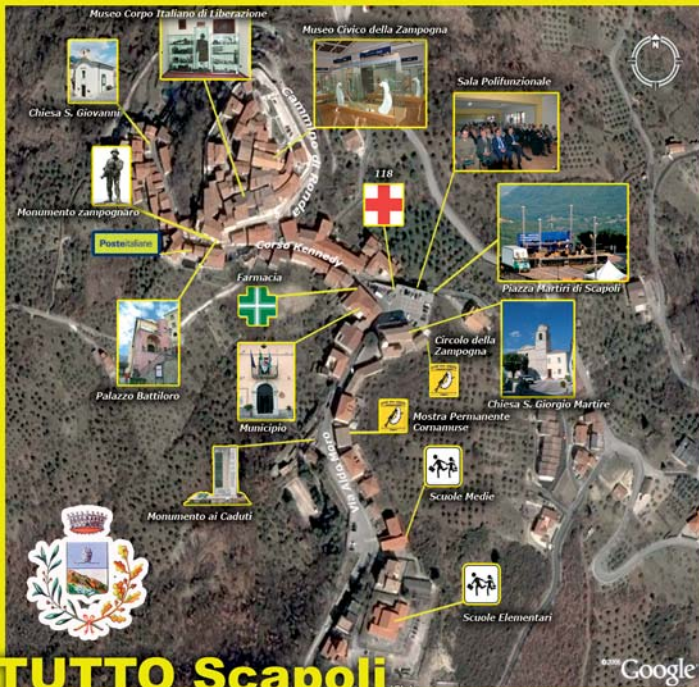 Museo Corpo Italiano di Liberazione
Museo Civico della Zampogna
N
Sala Polifunzionale
Chiesa S. Giovanni
Cammino di Ronda
118
Monumento zampognaro
Posteitaliane
Corso Kennedy
Farmacia
Piazza Martiri di Scapoli
Circolo della
Zampogna
Palazzo Battiloro
Municipio
Chiesa S. Giorgio Martire
Mostra Permanente
Cornamuse
Via Aldo Moro
Scuole Medie
Monumento ai Caduti
Scuole Elementari
TUTTO Scapoli
Google